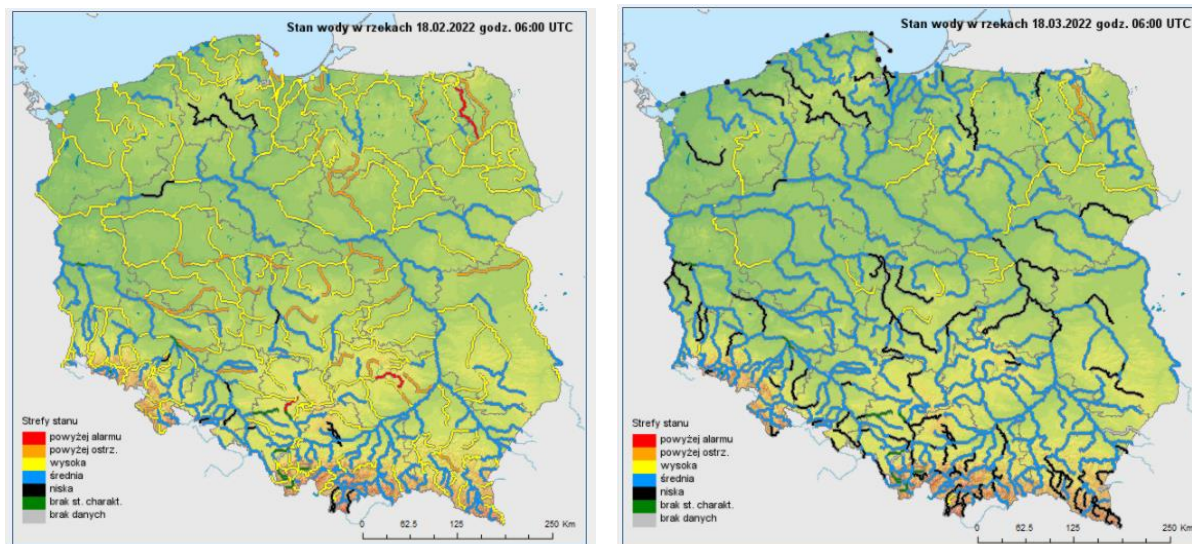 Stan wody w rzekach 18.02.2022 godz. 06:00 UTC
Strefy stanu
powyżej alarmu
powyżej ostrz.
wysoka
średnia
niska
brak st. charakt.
brak danych
0 62.5 125 250 Km
Stan wody w rzekach 18.03.2022 godz. 06:00 UTC
Strefy stanu
powyżej alarmu
powyżej ostrz.
wysoka
średnia
niska
brak st. charakt.
brak danych
0 62.5 125 250 Km